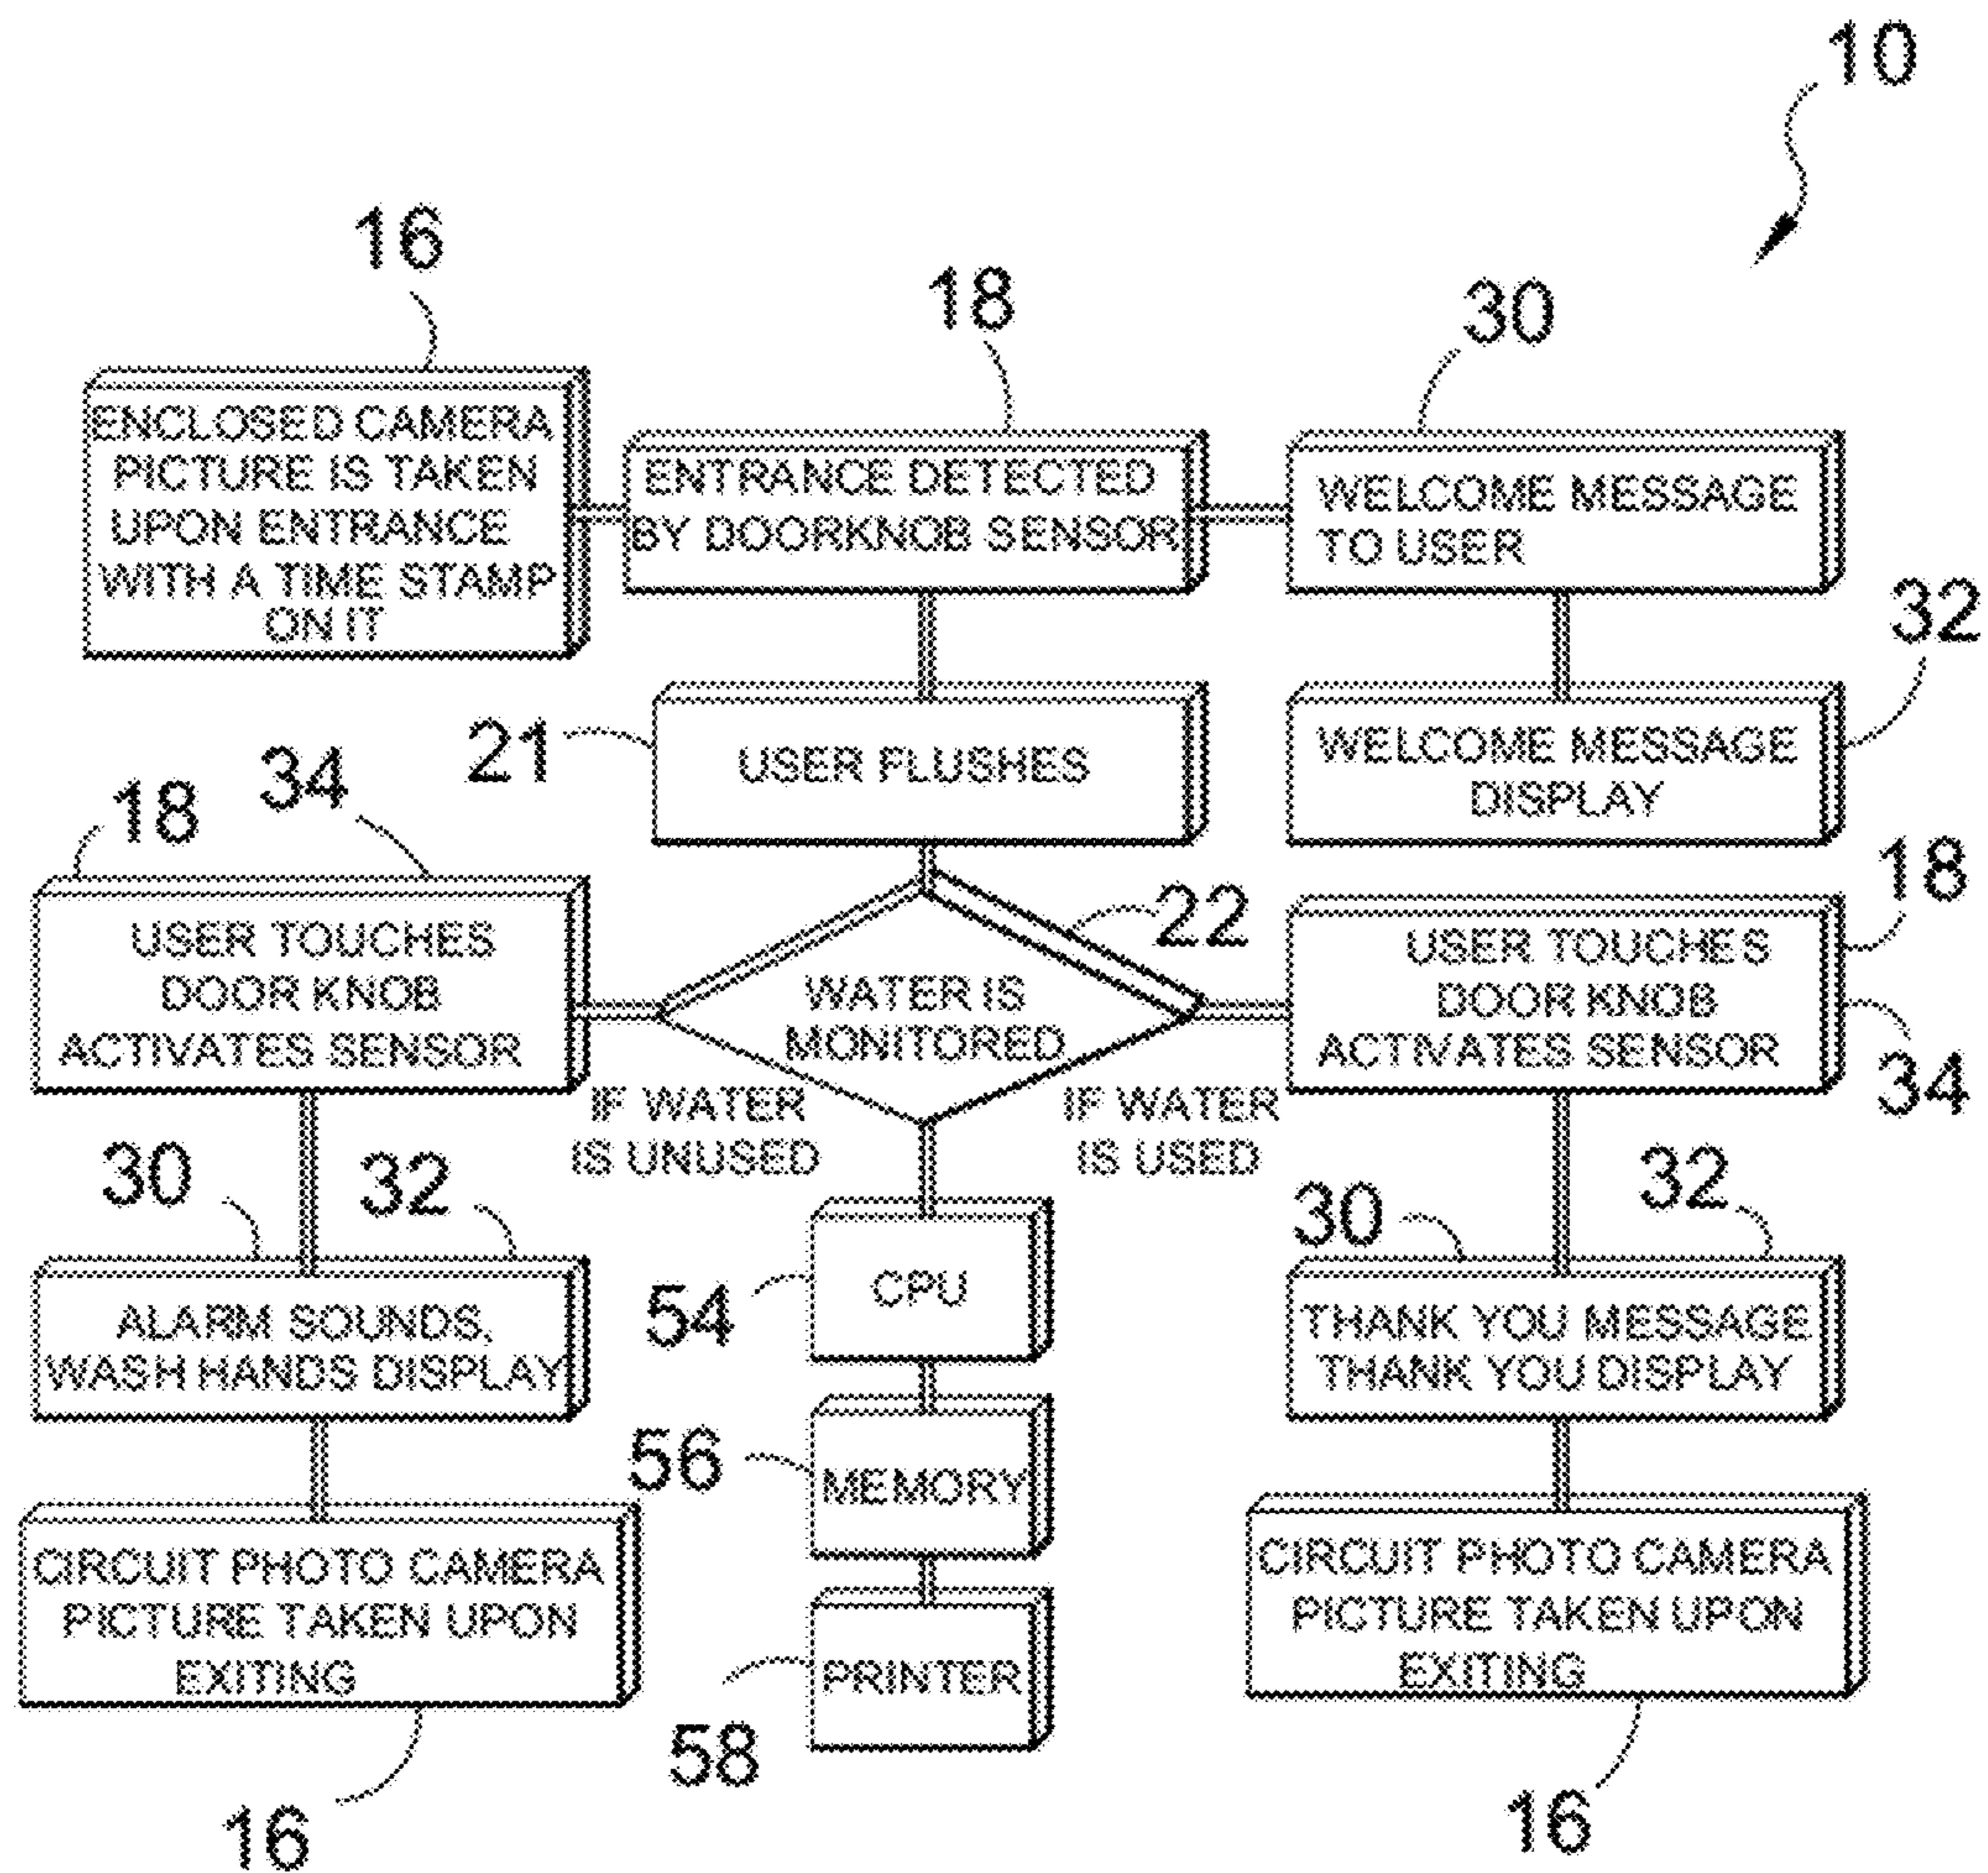 10
16
18
30
ENCLOSED CAMERA
PICTURE IS TAKEN
UPON ENTRANCE
WITH A TIME STAMP
ON IT
ENTRANCE DETECTED
BY DOORKNOB SENSOR
WELCOME MESSAGE
TO USER
32
21
USER FLUSHES
WELCOME MESSAGE
DISPLAY
18
34
USER TOUCHES
DOOR KNOB
ACTIVATES SENSOR
22
WATER IS
MONITORED
18
USER TOUCHES
DOOR KNOB
ACTIVATES SENSOR
34
IF WATER
IS UNUSED
IF WATER
IS USED
30
32
ALARM SOUNDS,
WASH HANDS DISPLAY
54
CPU
30
32
THANK YOU MESSAGE
THANK YOU DISPLAY
56
MEMORY
CIRCUIT PHOTO CAMERA
PICTURE TAKEN UPON
EXITING
58
PRINTER
CIRCUIT PHOTO CAMERA
PICTURE TAKEN UPON
EXITING
16
16